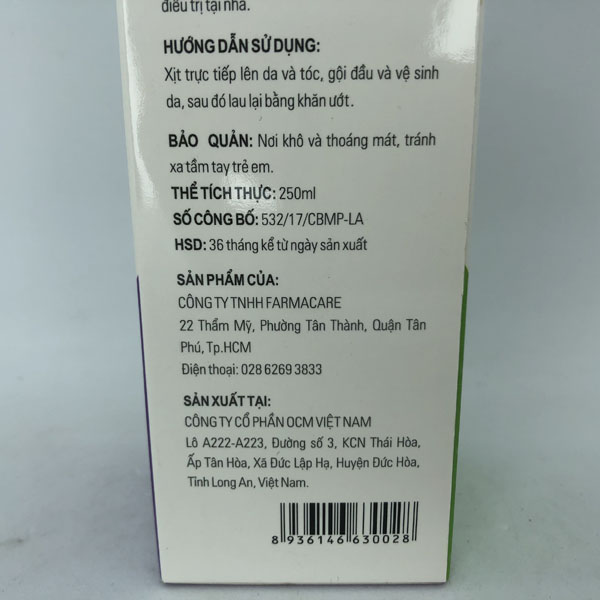 điều trị tại nhà.
HƯỚNG DẪN SỬ DỤNG:
Xịt trực tiếp lên da và tóc, gội đầu và vệ sinh
da, sau đó lau lại bằng khăn ướt.
BẢO QUẢN: Nơi khô và thoáng mát, tránh
xa tầm tay trẻ em.
THỂ TÍCH THỰC: 250ml
SỐ CÔNG BỐ: 532/17/CBMP-LA
HSD: 36 tháng kể từ ngày sản xuất
SẢN PHẨM CỦA:
CÔNG TY TNHH FARMACARE
22 Thẩm Mỹ, Phường Tân Thành, Quận Tân
Phú, Tp.HCM
Điện thoại: 028 6269 3833
SẢN XUẤT TẠI:
CÔNG TY CỔ PHẦN OCM VIỆT NAM
Lô A222-A223, Đường số 3, KCN Thái Hòa,
Ấp Tân Hòa, Xã Đức Lập Hạ, Huyện Đức Hòa,
Tỉnh Long An, Việt Nam.
8 936146 630028